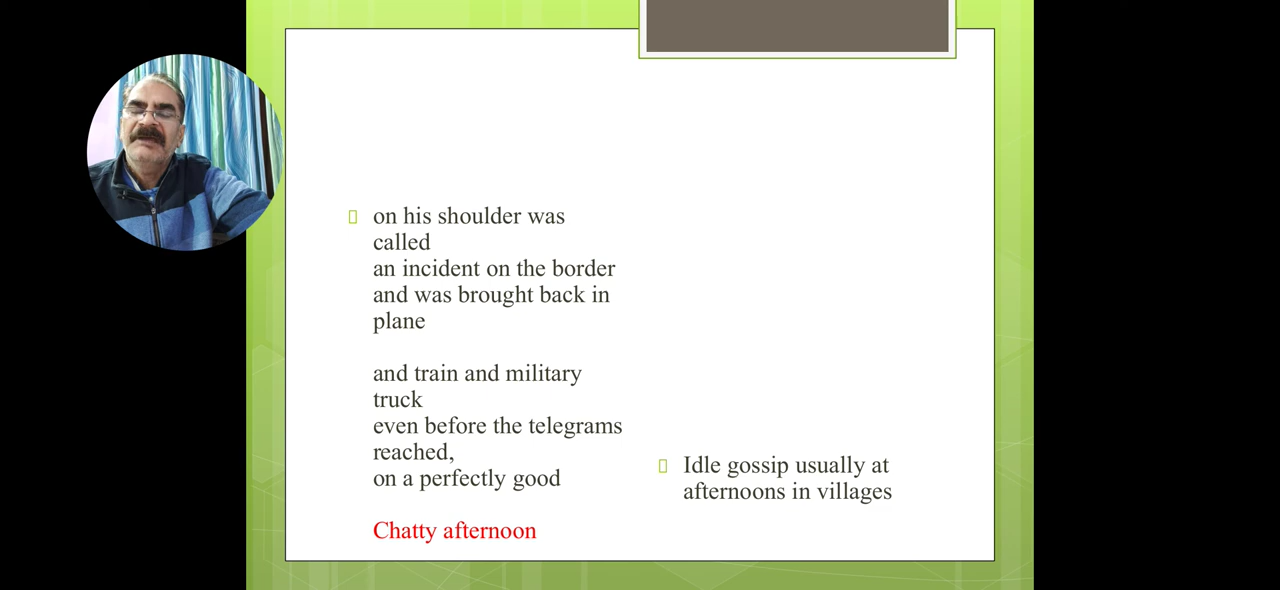 on his shoulder was
called
an incident on the border
and was brought back in
plane
and train and military
truck
even before the telegrams
reached,
on a perfectly good
Chatty afternoon
Idle gossip usually at
afternoons in villages